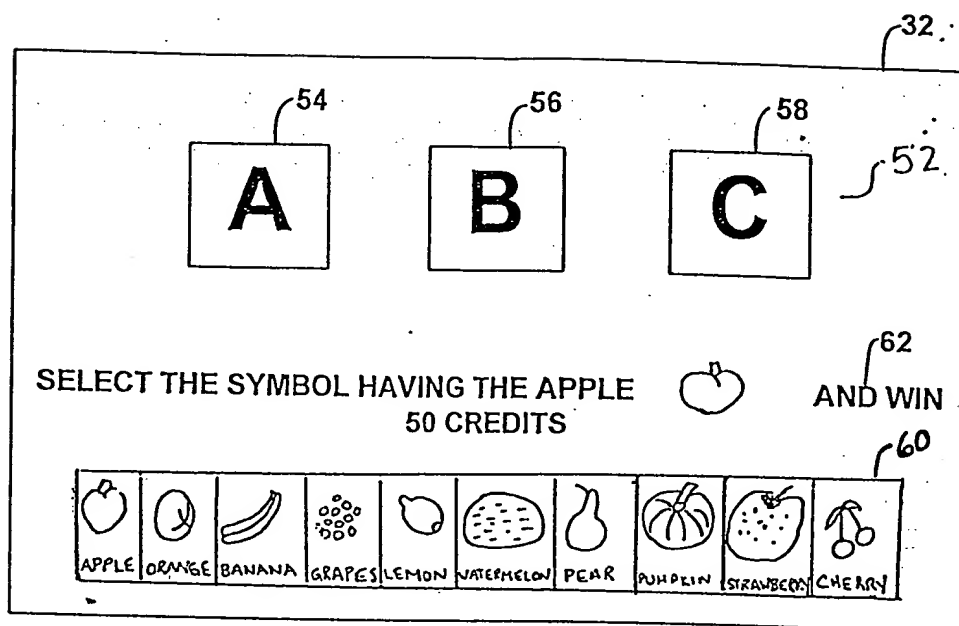 32
54 56 58
A B C
52
62
SELECT THE SYMBOL HAVING THE APPLE AND WIN
50 CREDITS
60
APPLE ORANGE BANANA GRAPES LEMON WATERMELON PEAR PUMPKIN STRAWBERRY CHERRY